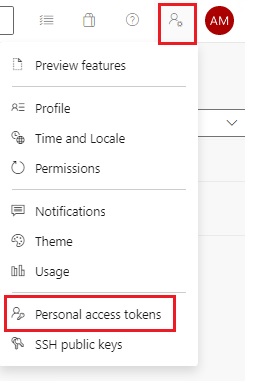 AM
Preview features
Profile
Time and Locale
Permissions
Notifications
Theme
Usage
Personal access tokens
SSH public keys